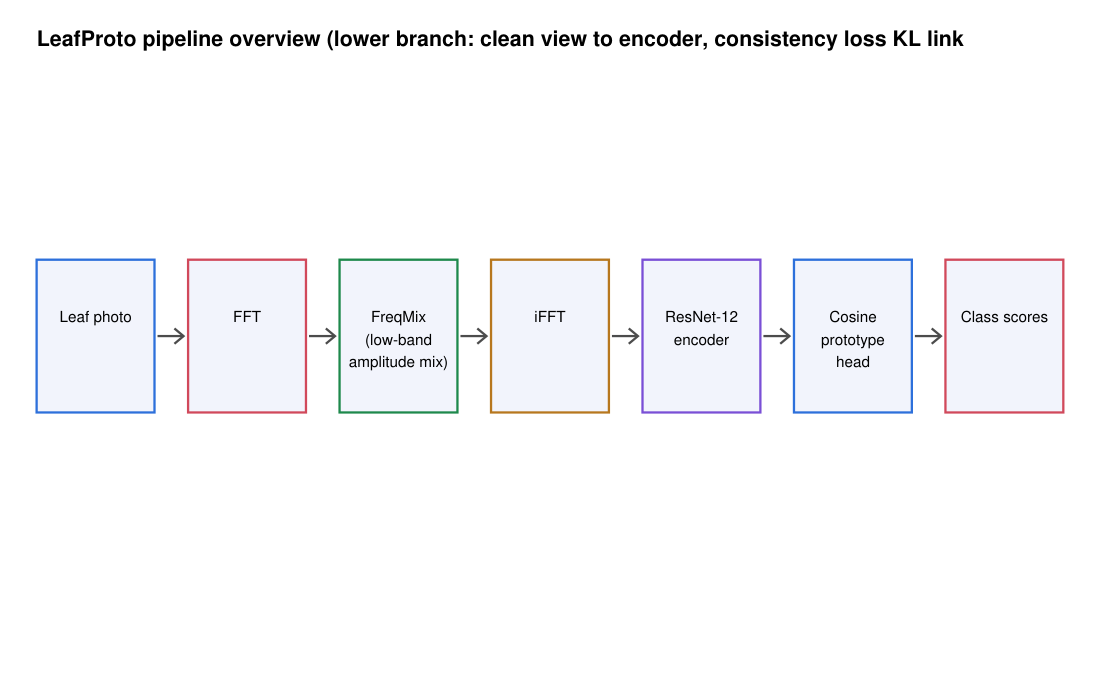 LeafProto pipeline overview (lower branch: clean view to encoder, consistency loss KL link
Leaf photo
FFT
FreqMix
(low-band
amplitude mix)
iFFT
ResNet-12
encoder
Cosine
prototype
head
Class scores